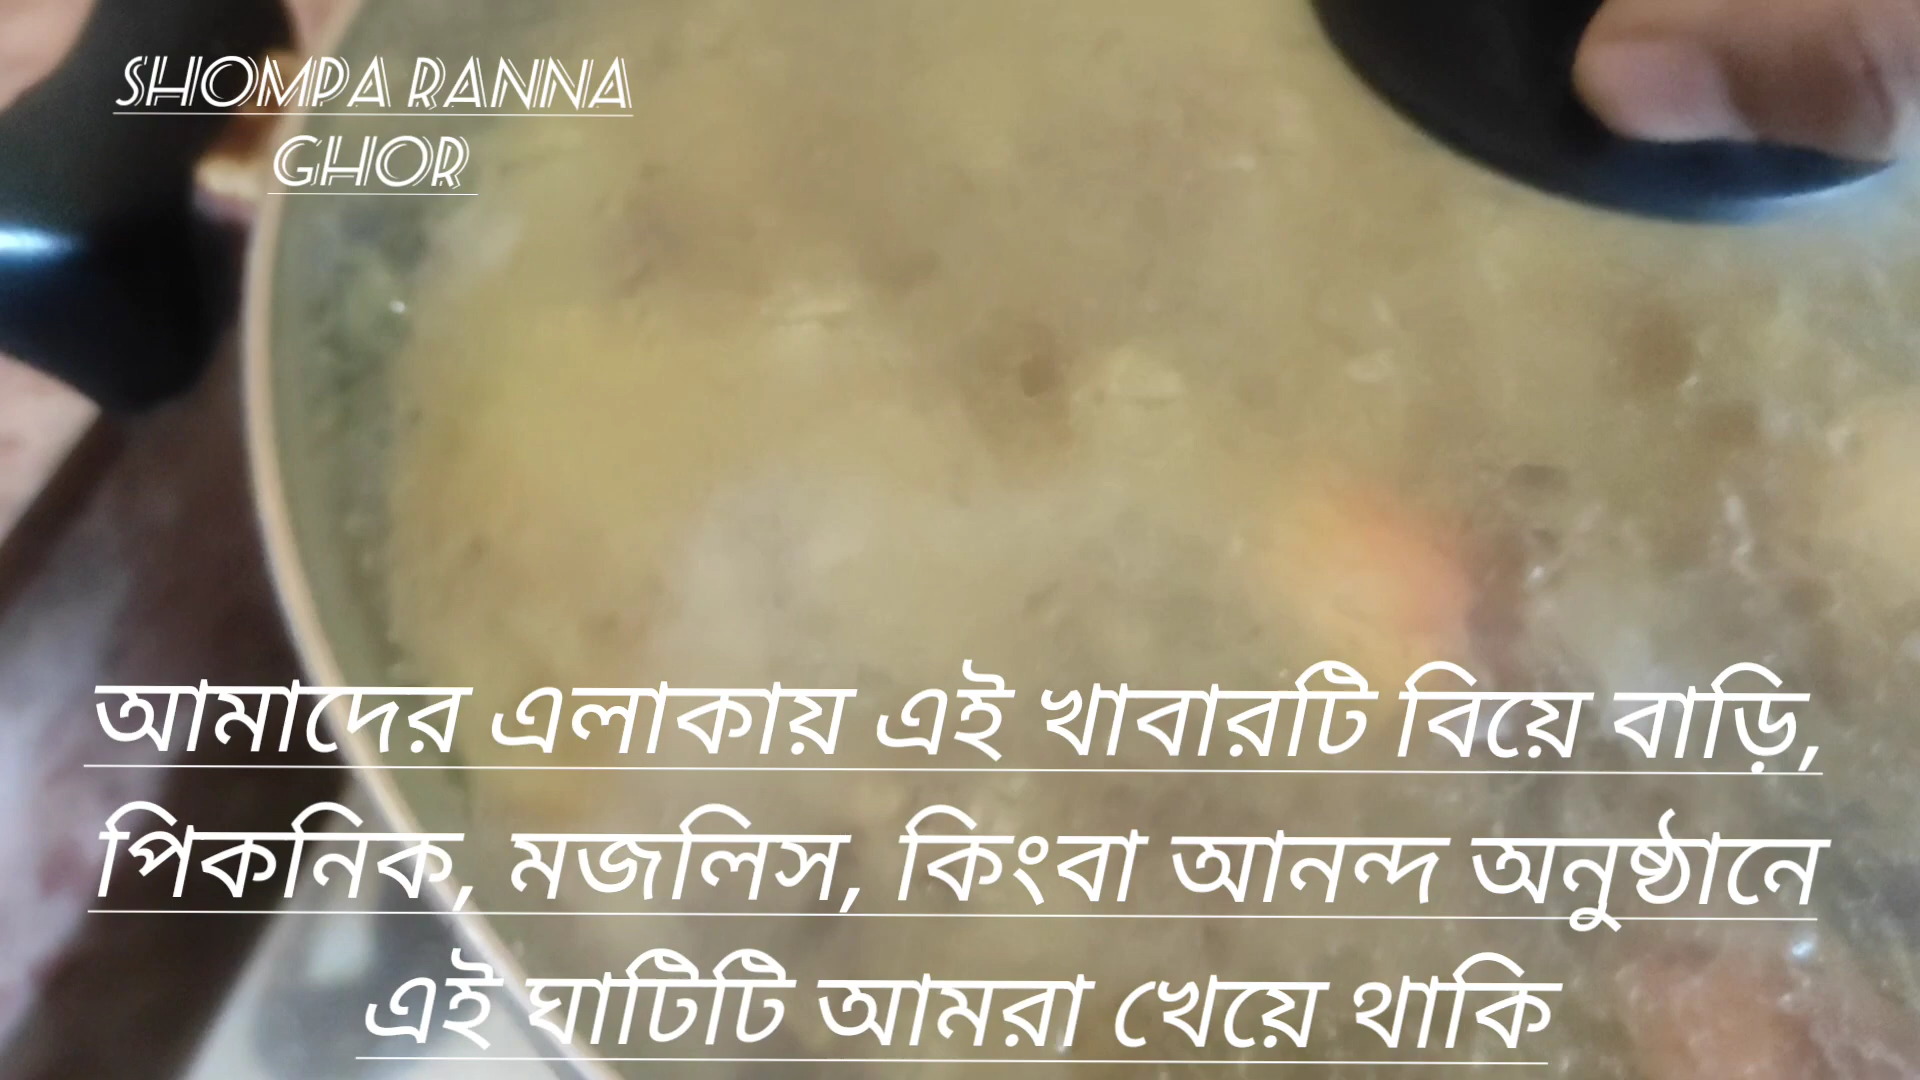 SHOMPA RANNA
GHOR
আমাদের এলাকায় এই খাবারটি বিয়ে বাড়ি,
পিকনিক, মজলিস, কিংবা আনন্দ অনুষ্ঠানে
এই ঘাটিটি আমরা খেয়ে থাকি